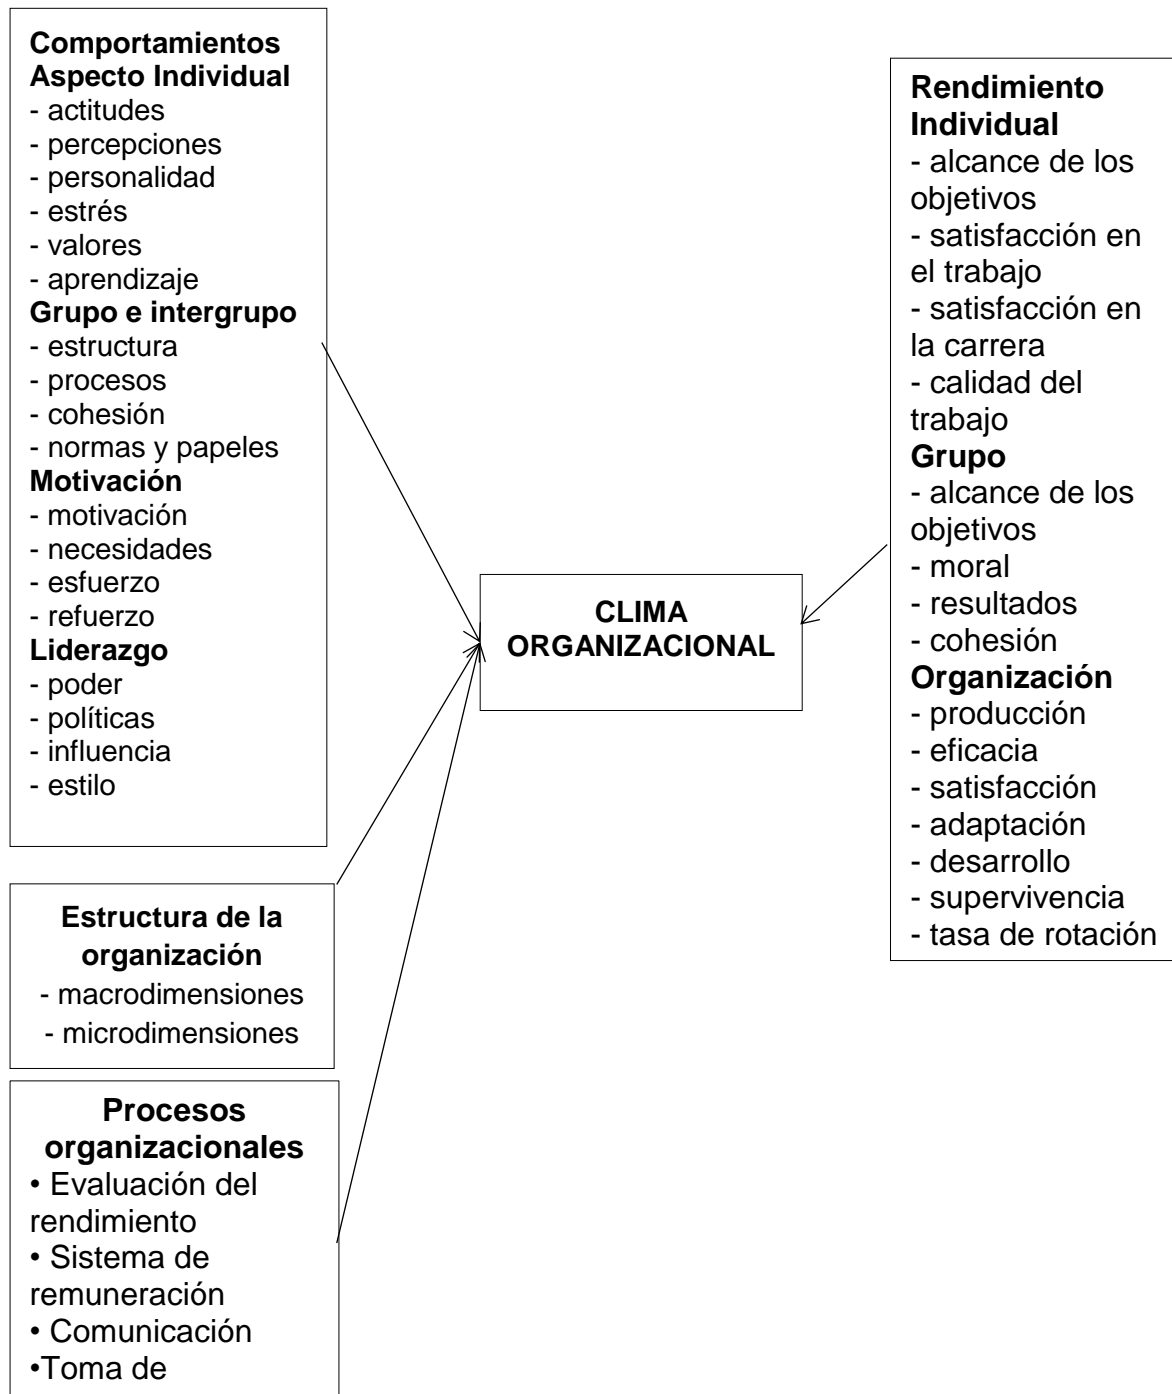 Comportamientos
Aspecto Individual
- actitudes
- percepciones
- personalidad
- estrés
- valores
- aprendizaje
Grupo e intergrupo
- estructura
- procesos
- cohesión
- normas y papeles
Motivación
- motivación
- necesidades
- esfuerzo
- refuerzo
Liderazgo
- poder
- políticas
- influencia
- estilo
Estructura de la
organización
- macrodimensiones
- microdimensiones
Procesos
organizacionales
• Evaluación del
rendimiento
• Sistema de
remuneración
• Comunicación
•Toma de
CLIMA
ORGANIZACIONAL
Rendimiento
Individual
- alcance de los
objetivos
- satisfacción en
el trabajo
- satisfacción en
la carrera
- calidad del
trabajo
Grupo
- alcance de los
objetivos
- moral
- resultados
- cohesión
Organización
- producción
- eficacia
- satisfacción
- adaptación
- desarrollo
- supervivencia
- tasa de rotación